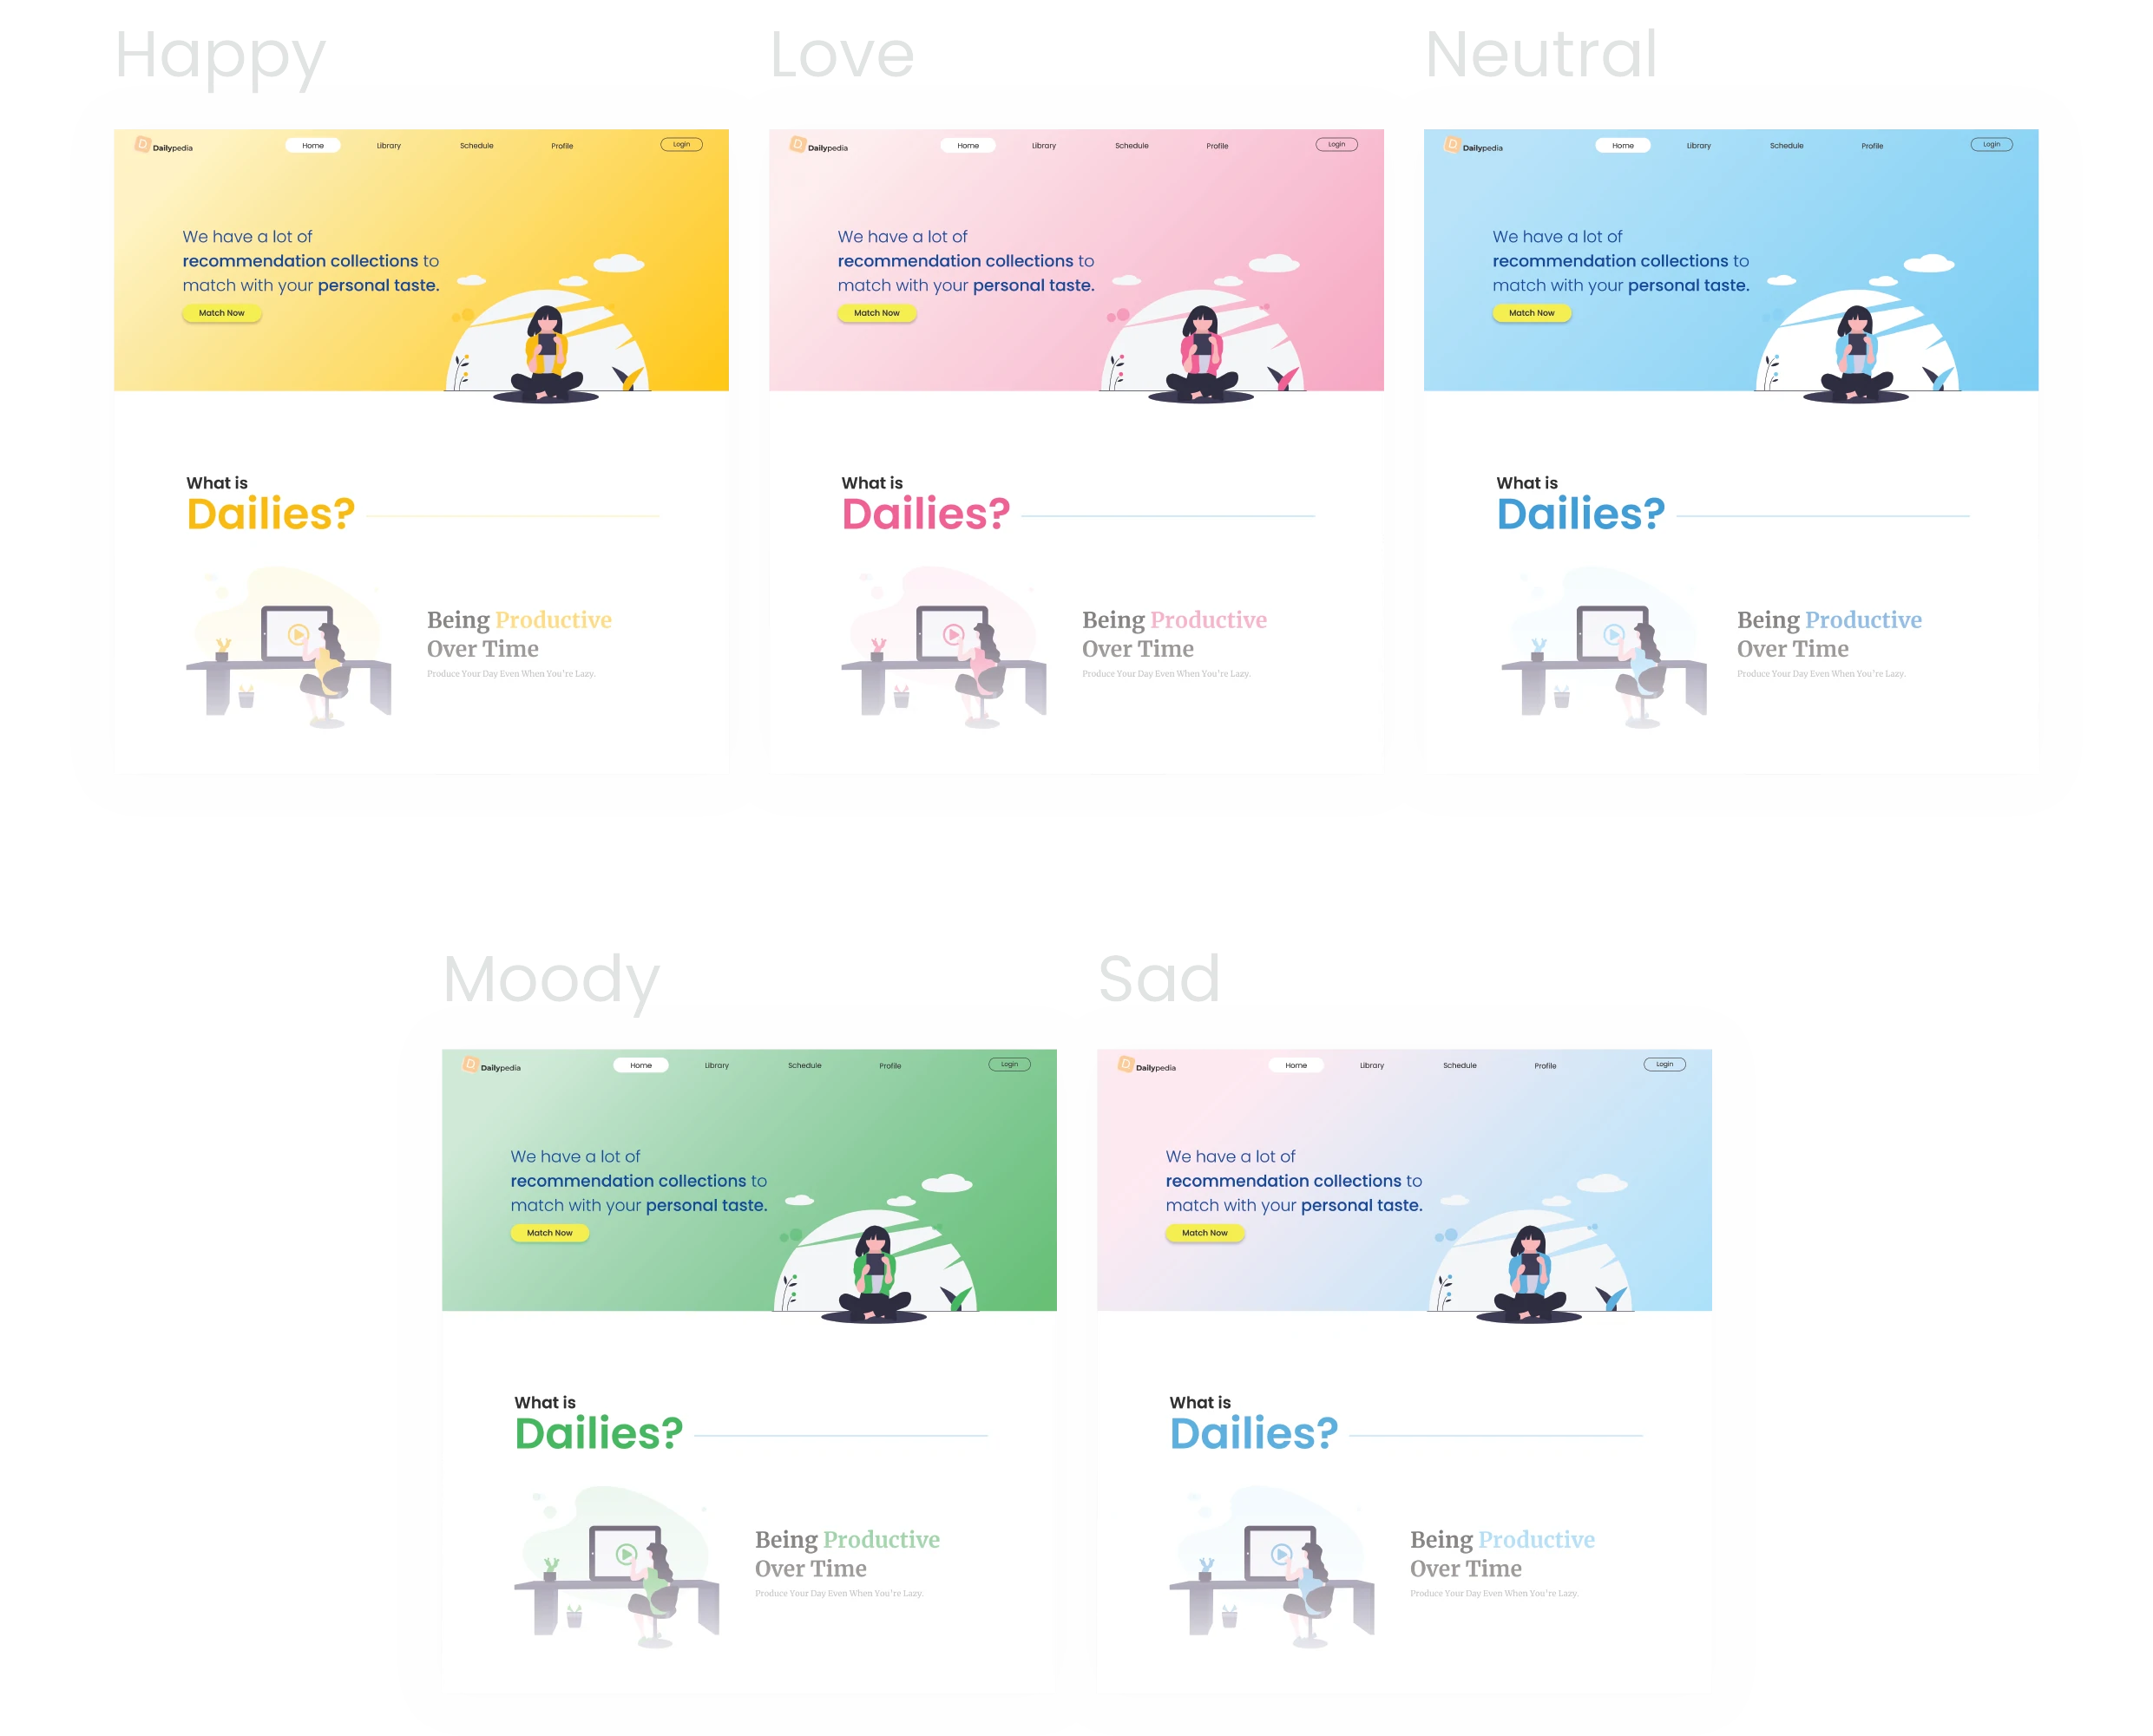 Happy
D Dailypedia
Home
Library
Schedule
Profile
Login
We have a lot of
recommendation collections to
match with your personal taste.
Match Now
What is
Dailies?
Being Productive
Over Time
Produce Your Day Even When You're Lazy.
Love
D Dailypedia
Home
Library
Schedule
Profile
Login
We have a lot of
recommendation collections to
match with your personal taste.
Match Now
What is
Dailies?
Being Productive
Over Time
Produce Your Day Even When You're Lazy.
Neutral
D Dailypedia
Home
Library
Schedule
Profile
Login
We have a lot of
recommendation collections to
match with your personal taste.
Match Now
What is
Dailies?
Being Productive
Over Time
Produce Your Day Even When You're Lazy.
Moody
D Dailypedia
Home
Library
Schedule
Profile
Login
We have a lot of
recommendation collections to
match with your personal taste.
Match Now
What is
Dailies?
Being Productive
Over Time
Produce Your Day Even When You're Lazy.
Sad
D Dailypedia
Home
Library
Schedule
Profile
Login
We have a lot of
recommendation collections to
match with your personal taste.
Match Now
What is
Dailies?
Being Productive
Over Time
Produce Your Day Even When You're Lazy.